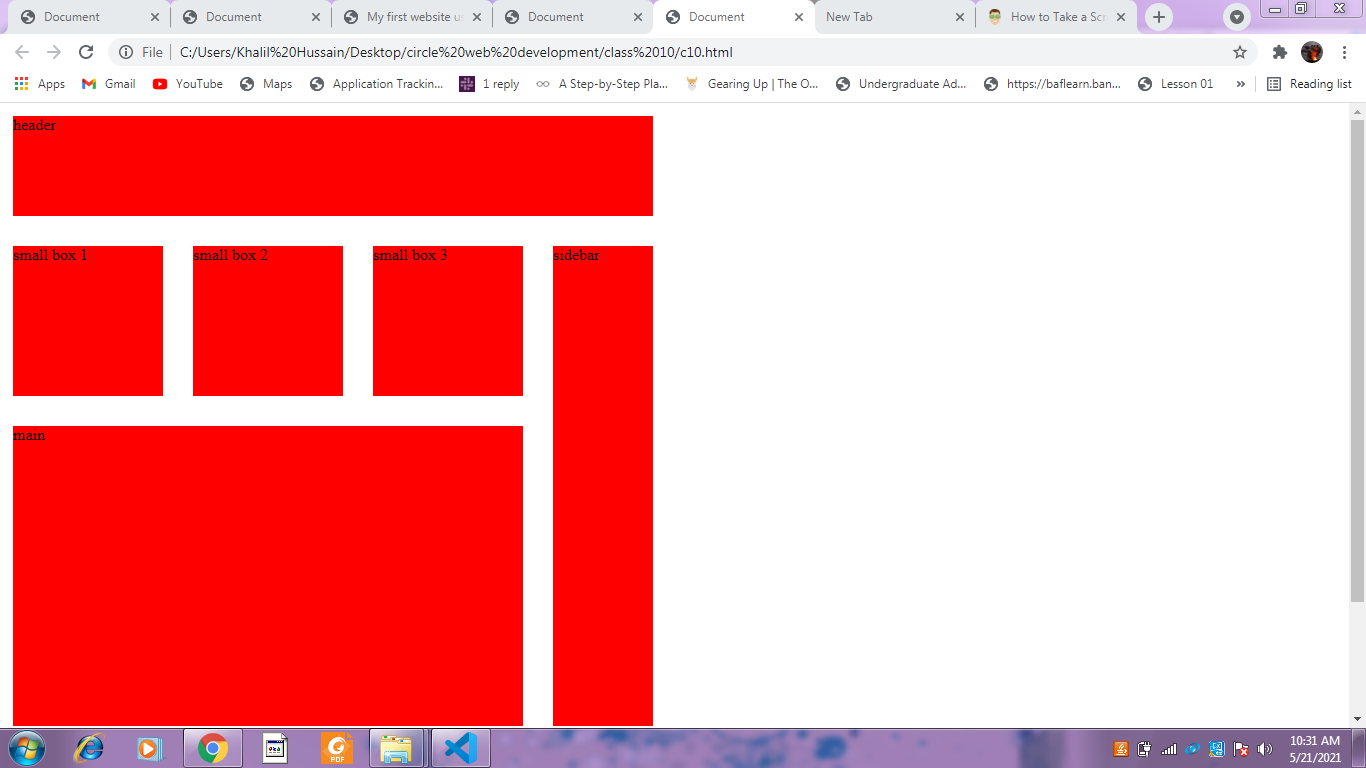 Document
Document
My first website u
Document
Document
New Tab
How to Take a Scr
File
C:/Users/Khalil%20Hussain/Desktop/circle%20web%20development/class%2010/c10.html
Apps
Gmail
YouTube
Maps
Application Trackin...
1 reply
A Step-by-Step Pla...
Gearing Up | The O...
Undergraduate Ad...
https://baflearn.ban...
Lesson 01
»
Reading list
header
small box 1
small box 2
small box 3
sidebar
main
PDF
10:31 AM
5/21/2021